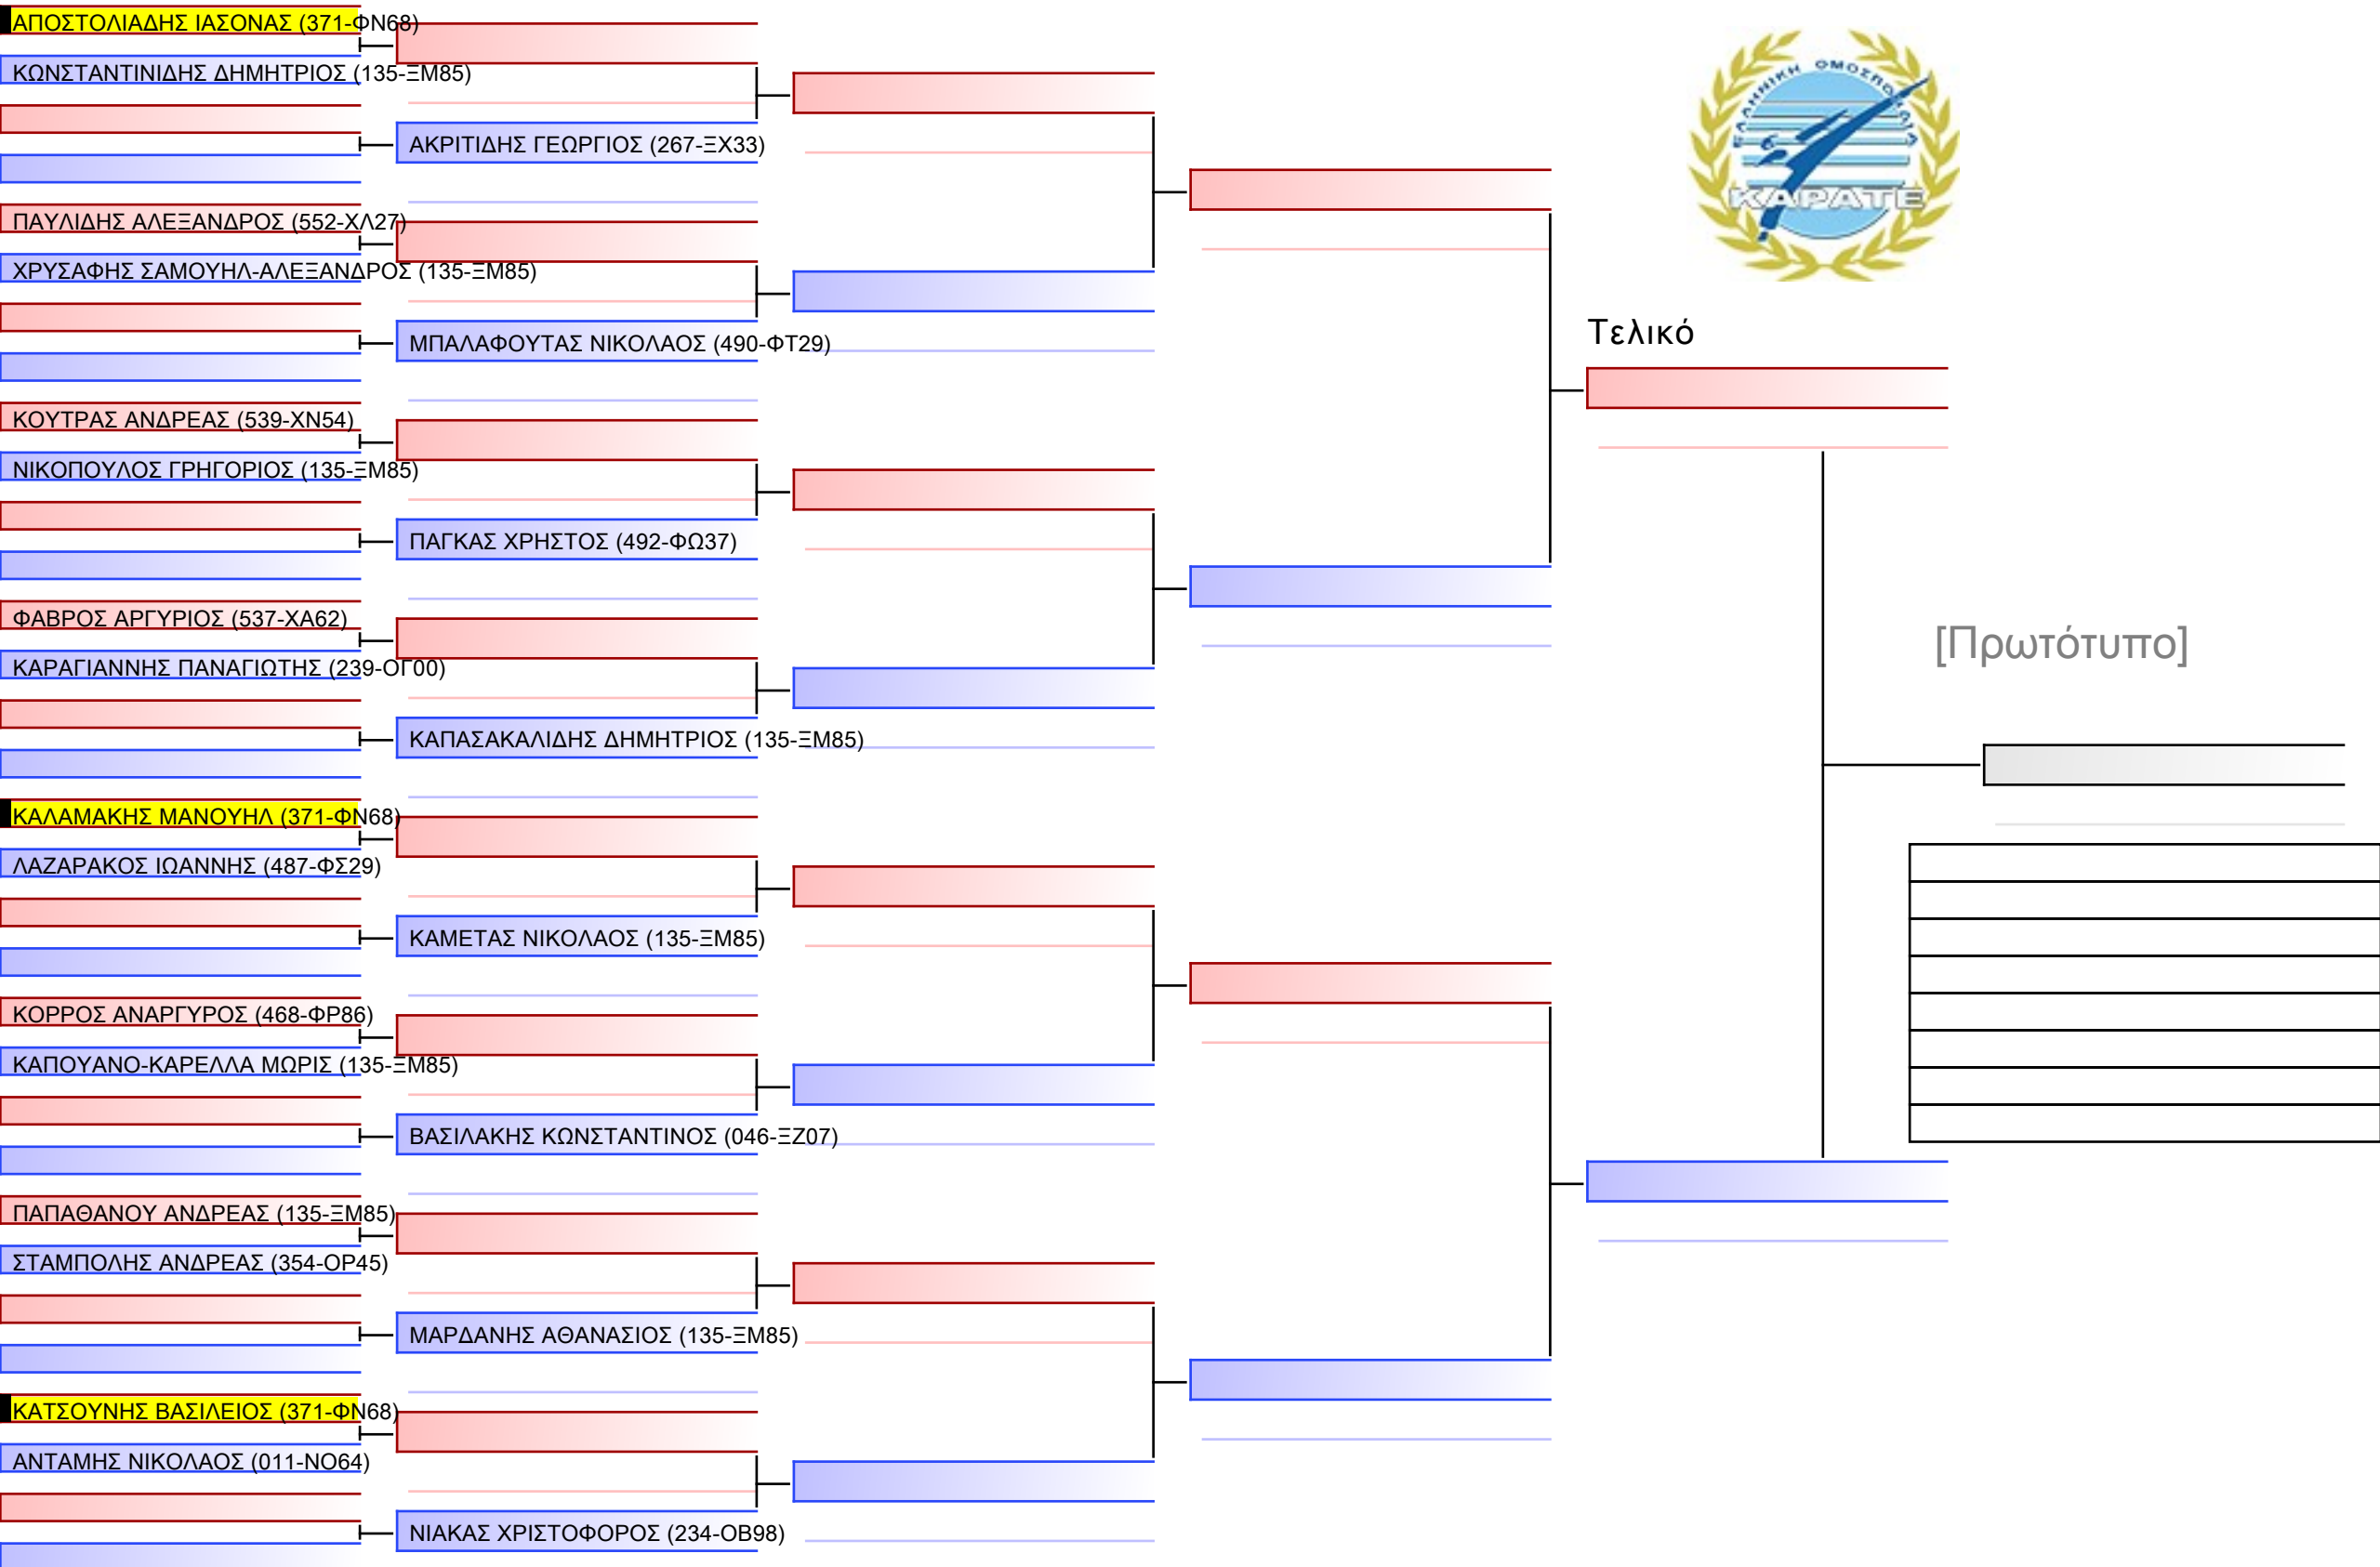 ΑΠΟΣΤΟΛΙΑΔΗΣ ΙΑΣΟΝΑΣ (371-ΦΝ68)
ΚΩΝΣΤΑΝΤΙΝΙΔΗΣ ΔΗΜΗΤΡΙΟΣ (135-ΞΜ85)
ΑΚΡΙΤΙΔΗΣ ΓΕΩΡΓΙΟΣ (267-ΞΧ33)
ΠΑΥΛΙΔΗΣ ΑΛΕΞΑΝΔΡΟΣ (552-ΧΛ27)
ΧΡΥΣΑΦΗΣ ΣΑΜΟΥΗΛ-ΑΛΕΞΑΝΔΡΟΣ (135-ΞΜ85)
ΜΠΑΛΑΦΟΥΤΑΣ ΝΙΚΟΛΑΟΣ (490-ΦΤ29)
ΚΟΥΤΡΑΣ ΑΝΔΡΕΑΣ (539-ΧΝ54)
ΝΙΚΟΠΟΥΛΟΣ ΓΡΗΓΟΡΙΟΣ (135-ΞΜ85)
ΠΑΓΚΑΣ ΧΡΗΣΤΟΣ (492-ΦΩ37)
ΦΑΒΡΟΣ ΑΡΓΥΡΙΟΣ (537-ΧΑ62)
ΚΑΡΑΓΙΑΝΝΗΣ ΠΑΝΑΓΙΩΤΗΣ (239-ΟΓ00)
ΚΑΠΑΣΑΚΑΛΙΔΗΣ ΔΗΜΗΤΡΙΟΣ (135-ΞΜ85)
ΚΑΛΑΜΑΚΗΣ ΜΑΝΟΥΗΛ (371-ΦΝ68)
ΛΑΖΑΡΑΚΟΣ ΙΩΑΝΝΗΣ (487-ΦΣ29)
ΚΑΜΕΤΑΣ ΝΙΚΟΛΑΟΣ (135-ΞΜ85)
ΚΟΡΡΟΣ ΑΝΑΡΓΥΡΟΣ (468-ΦΡ86)
ΚΑΠΟΥΑΝΟ-ΚΑΡΕΛΛΑ ΜΩΡΙΣ (135-ΞΜ85)
ΒΑΣΙΛΑΚΗΣ ΚΩΝΣΤΑΝΤΙΝΟΣ (046-ΞΖ07)
ΠΑΠΑΘΑΝΟΥ ΑΝΔΡΕΑΣ (135-ΞΜ85)
ΣΤΑΜΠΟΛΗΣ ΑΝΔΡΕΑΣ (354-ΟΡ45)
ΜΑΡΔΑΝΗΣ ΑΘΑΝΑΣΙΟΣ (135-ΞΜ85)
ΚΑΤΣΟΥΝΗΣ ΒΑΣΙΛΕΙΟΣ (371-ΦΝ68)
ΑΝΤΑΜΗΣ ΝΙΚΟΛΑΟΣ (011-ΝΟ64)
ΝΙΑΚΑΣ ΧΡΙΣΤΟΦΟΡΟΣ (234-ΟΒ98)
ΕΛΛΗΝΙΚΗ ΟΜΟΣΠΟΝΔΙΑ
ΚΑΡΑΤΕ
Τελικό
[Πρωτότυπο]